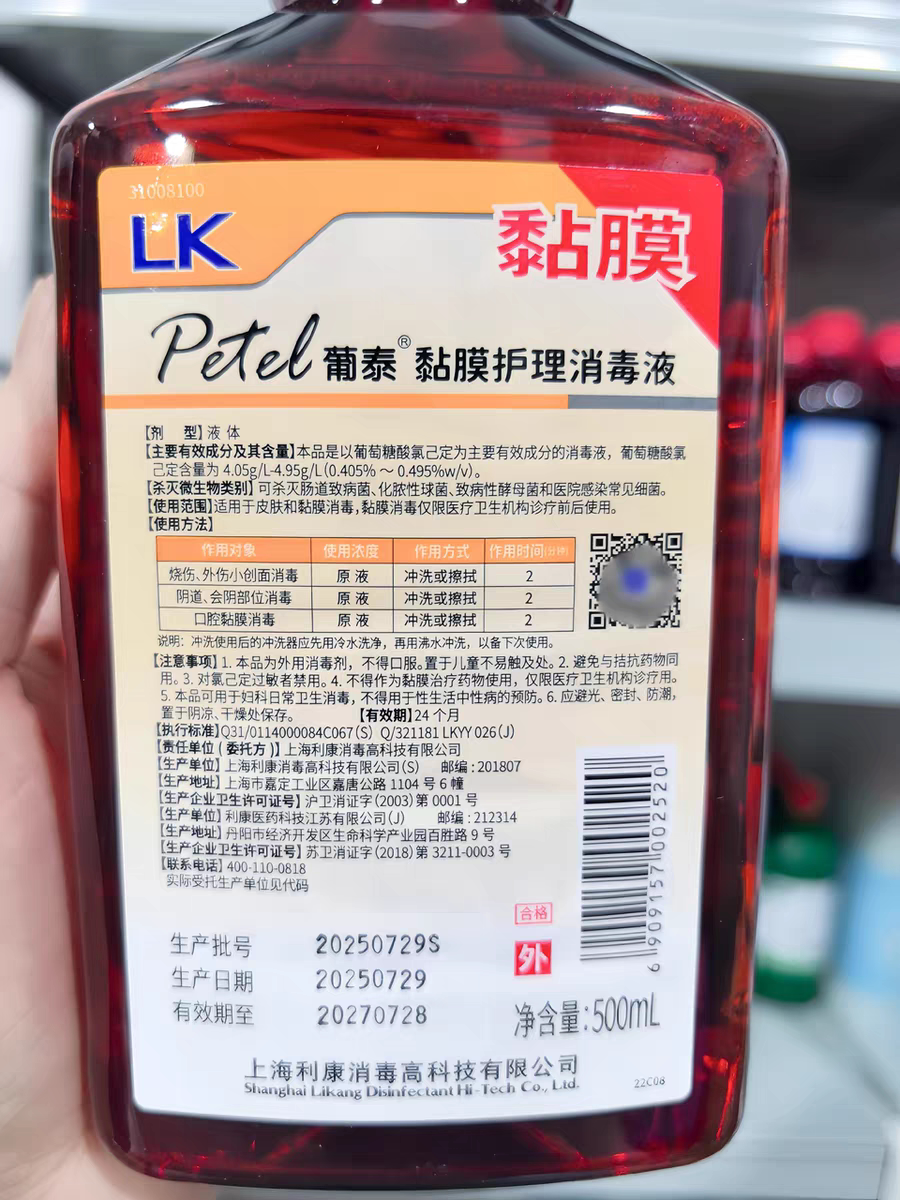 31008100
LK
黏膜
Petel 葡泰® 黏膜护理消毒液
【剂 型】液 体
【主要有效成分及其含量】本品是以葡萄糖酸氯己定为主要有效成分的消毒液，葡萄糖酸氯
己定含量为 4.05g/L-4.95g/L(0.405% ～ 0.495%w/v)。
【杀灭微生物类别】可杀灭肠道致病菌、化脓性球菌、致病性酵母菌和医院感染常见细菌。
【使用范围】适用于皮肤和黏膜消毒,黏膜消毒仅限医疗卫生机构诊疗前后使用。
【使用方法】
作用对象 使用浓度 作用方式 作用时间(分钟)
烧伤、外伤小创面消毒 原 液 冲洗或擦拭 2
阴道、会阴部位消毒 原 液 冲洗或擦拭 2
口腔黏膜消毒 原 液 冲洗或擦拭 2
说明：冲洗使用后的冲洗器应先用冷水洗净，再用沸水冲洗，以备下次使用。
【注意事项】1. 本品为外用消毒剂，不得口服。置于儿童不易触及处。2. 避免与拮抗药物同
用。3. 对氯己定过敏者禁用。4. 不得作为黏膜治疗药物使用，仅限医疗卫生机构诊疗用。
5. 本品可用于妇科日常卫生消毒，不得用于性生活中性病的预防。6. 应避光、密封、防潮，
置于阴凉、干燥处保存。 【有效期】24 个月
【执行标准】Q31/0114000084C067(S) Q/321181 LKYY 026(J)
【责任单位 ( 委托方 ) 】上海利康消毒高科技有限公司
【生产单位】上海利康消毒高科技有限公司(S) 邮编 : 201807
【生产地址】上海市嘉定工业区嘉唐公路 1104 号 6 幢
【生产企业卫生许可证号】沪卫消证字(2003)第 0001 号
【生产单位】利康医药科技江苏有限公司(J) 邮编 : 212314
【生产地址】丹阳市经济开发区生命科学产业园百胜路 9 号
【生产企业卫生许可证号】苏卫消证字(2018)第 3211-0003 号
【联系电话】400-110-0818
实际受托生产单位见代码
6 909157 002520
合格
外
生产批号 20250729S
生产日期 20250729
有效期至 20270728
净含量:500mL
上海利康消毒高科技有限公司
Shanghai Likang Disinfectant Hi-Tech Co., Ltd.
22C08